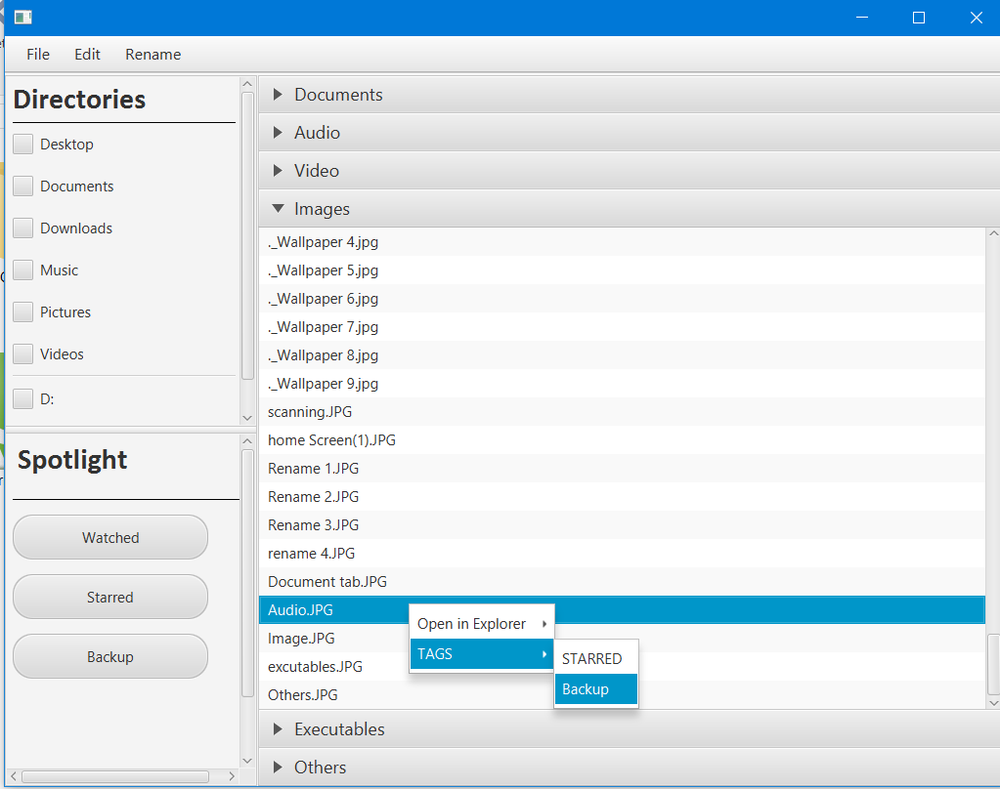 File Edit Rename
Directories
Desktop
Documents
Downloads
Music
Pictures
Videos
D:
Spotlight
Watched
Starred
Backup
Documents
Audio
Video
Images
._Wallpaper 4.jpg
._Wallpaper 5.jpg
._Wallpaper 6.jpg
._Wallpaper 7.jpg
._Wallpaper 8.jpg
._Wallpaper 9.jpg
scanning.JPG
home Screen(1).JPG
Rename 1.JPG
Rename 2.JPG
Rename 3.JPG
rename 4.JPG
Document tab.JPG
Audio.JPG
Image.JPG
excutables.JPG
Others.JPG
Open in Explorer
TAGS
STARRED
Backup
Executables
Others